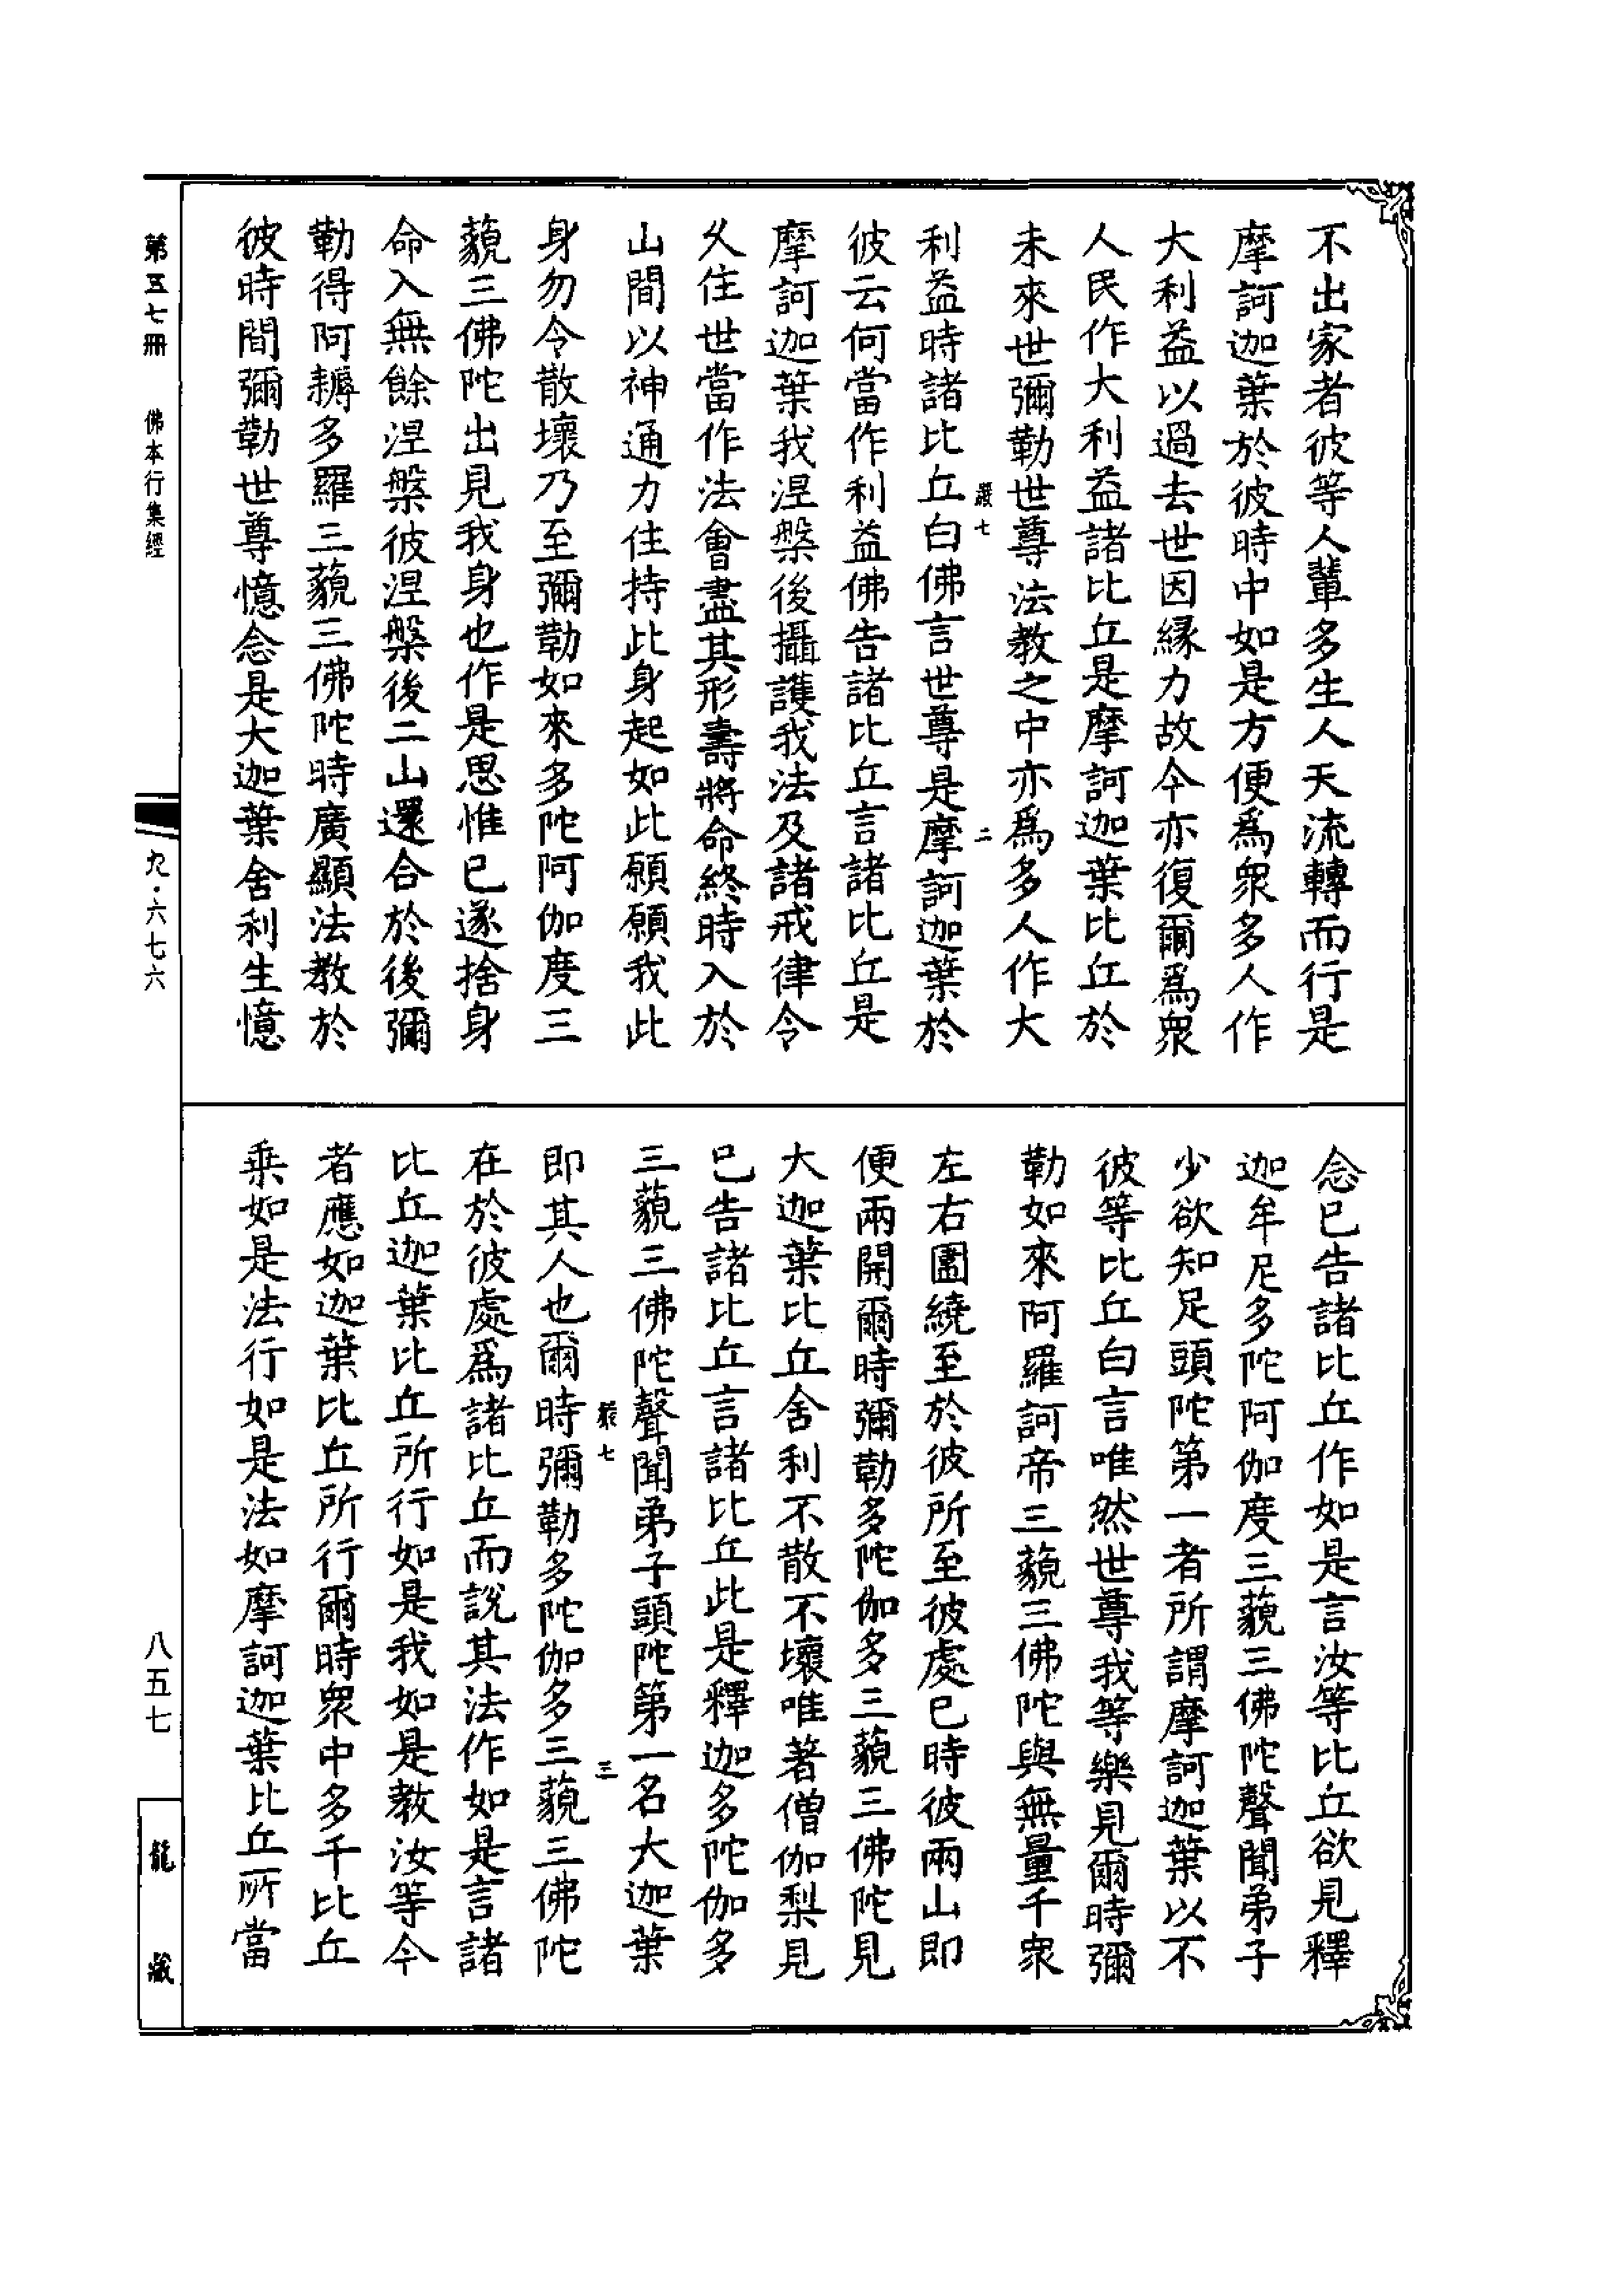 不出家者彼等人輩多生人天流轉而行是
摩訶迦葉於彼時中如是方便爲衆多人作
大利益以過去世因緣力故今亦復爾爲衆
人民作大利益諸比丘是摩訶迦葉比丘於
未來世彌勒世尊法教之中亦爲多人作大
嚴七
二
利益時諸比丘白佛言世尊是摩訶迦葉於
彼云何當作利益佛告諸比丘言諸比丘是
摩訶迦葉我涅槃後攝護我法及諸戒律令
久住世當作法會盡其形壽將命終時入於
山間以神通力住持此身起如此願願我此
身勿令散壞乃至彌勒如來多陀阿伽度三
藐三佛陀出見我身也作是思惟已遂捨身
命入無餘涅槃彼涅槃後二山還合於後彌
勒得阿耨多羅三藐三佛陀時廣顯法教於
彼時間彌勒世尊憶念是大迦葉舍利生憶
念已告諸比丘作如是言汝等比丘欲見釋
迦牟尼多陀阿伽度三藐三佛陀聲聞弟子
少欲知足頭陀第一者所謂摩訶迦葉以不
彼等比丘白言唯然世尊我等樂見爾時彌
勒如來阿羅訶帝三藐三佛陀與無量千衆
左右圍繞至於彼所至彼處已時彼兩山即
便兩開爾時彌勒多陀伽多三藐三佛陀見
大迦葉比丘舍利不散不壞唯著僧伽梨見
已告諸比丘言諸比丘此是釋迦多陀伽多
三藐三佛陀聲聞弟子頭陀第一名大迦葉
嚴七
三
即其人也爾時彌勒多陀伽多三藐三佛陀
在於彼處爲諸比丘而說其法作如是言諸
比丘迦葉比丘所行如是我如是教汝等今
者應如迦葉比丘所行爾時衆中多千比丘
乘如是法行如是法如摩訶迦葉比丘所當
第五七冊
佛本行集經
九·六七六
八五七
龍藏